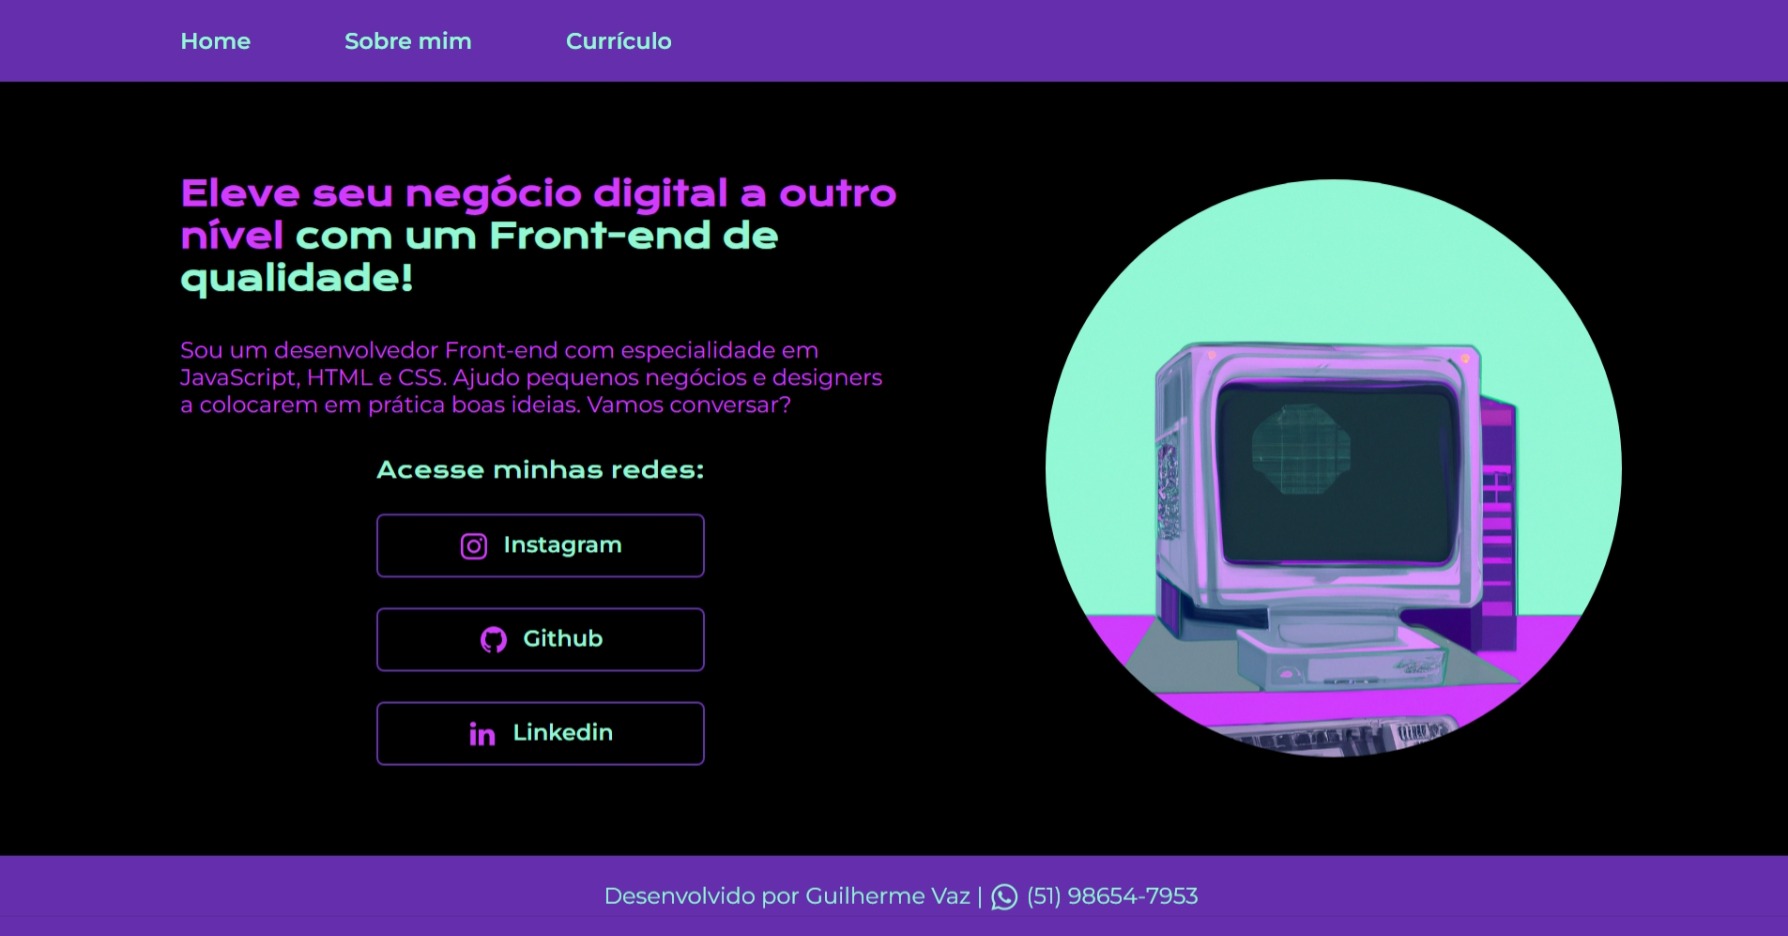 Home
Sobre mim
Currículo
Eleve seu negócio digital a outro
nível com um Front-end de
qualidade!
Sou um desenvolvedor Front-end com especialidade em
JavaScript, HTML e CSS. Ajudo pequenos negócios e designers
a colocarem em prática boas ideias. Vamos conversar?
Acesse minhas redes:
Instagram
Github
Linkedin
Desenvolvido por Guilherme Vaz | (51) 98654-7953